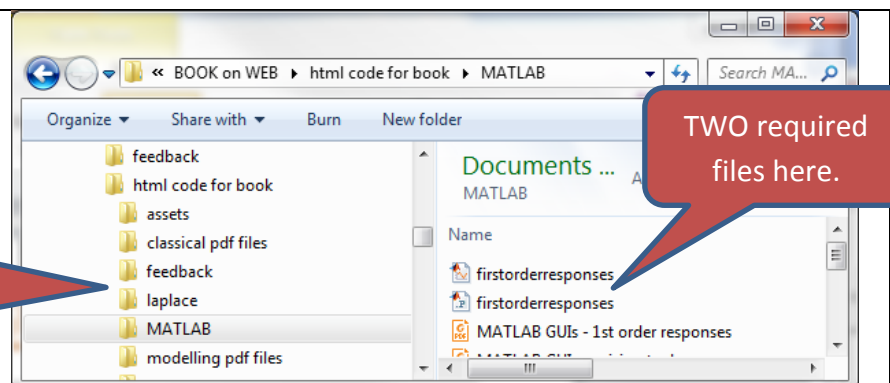 « BOOK on WEB ▸ html code for book ▸ MATLAB
Search MA...
Organize ▾ Share with ▾ Burn New folder
feedback
html code for book
assets
classical pdf files
feedback
laplace
MATLAB
modelling pdf files
Documents ...
MATLAB
A
Name
firstorderresponses
firstorderresponses
MATLAB GUIs - 1st order responses
TWO required
files here.